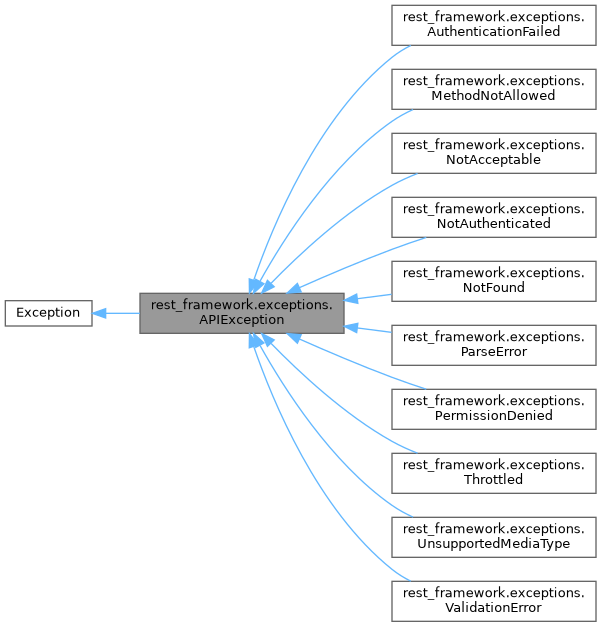 rest_framework.exceptions.
AuthenticationFailed
rest_framework.exceptions.
MethodNotAllowed
rest_framework.exceptions.
NotAcceptable
rest_framework.exceptions.
NotAuthenticated
rest_framework.exceptions.
NotFound
Exception
rest_framework.exceptions.
APIException
rest_framework.exceptions.
ParseError
rest_framework.exceptions.
PermissionDenied
rest_framework.exceptions.
Throttled
rest_framework.exceptions.
UnsupportedMediaType
rest_framework.exceptions.
ValidationError